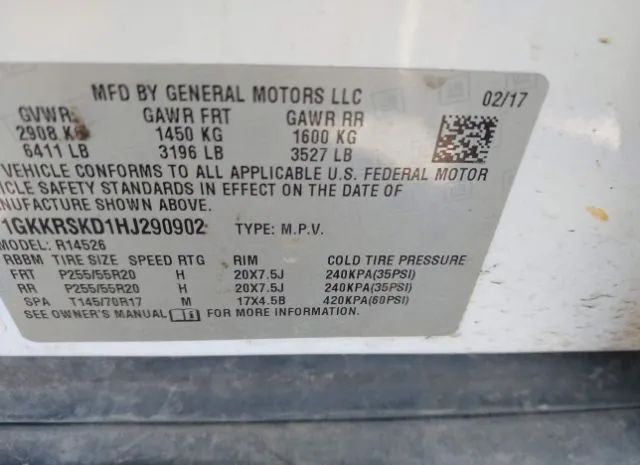 MFD BY GENERAL MOTORS LLC 02/17
GVWR GAWR FRT GAWR RR
2908 KG 1450 KG 1600 KG
6411 LB 3196 LB 3527 LB
VEHICLE CONFORMS TO ALL APPLICABLE U.S. FEDERAL MOTOR
ICLE SAFETY STANDARDS IN EFFECT ON THE DATE OF
NUFACTURE SHOWN ABOVE.
1GKKRSKD1HJ290902 TYPE: M.P.V.
MODEL: R14526
RBBM TIRE SIZE SPEED RTG RIM COLD TIRE PRESSURE
FRT P255/55R20 H 20X7.5J 240KPA(35PSI)
RR P255/55R20 H 20X7.5J 240KPA(35PSI)
SPA T145/70R17 M 17X4.5B 420KPA(60PSI)
SEE OWNER'S MANUAL FOR MORE INFORMATION.